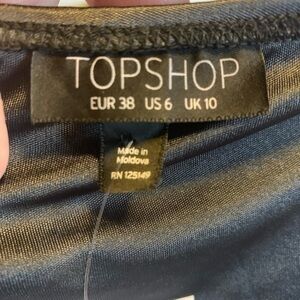 TOPSHOP
EUR 38 US 6 UK 10
Made in
Moldova
RN 125149